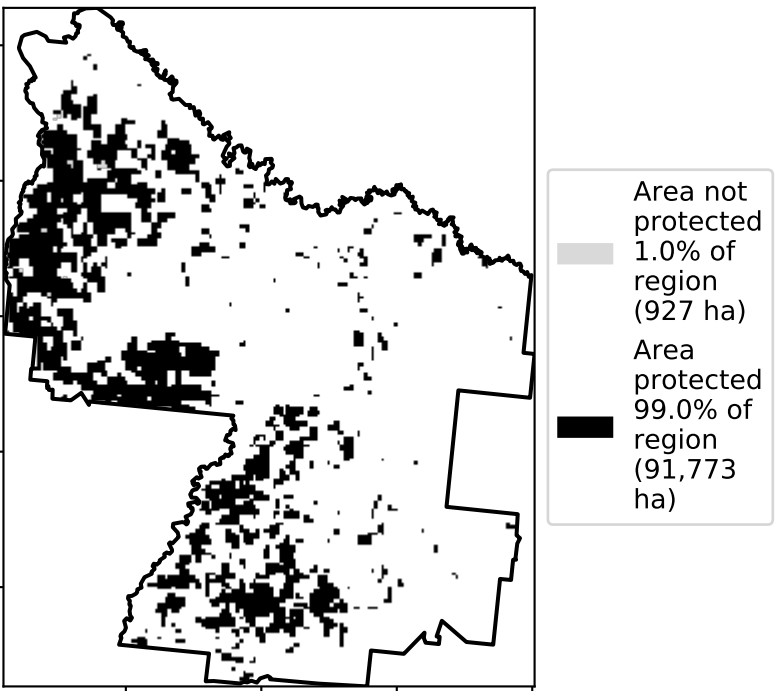 Area not
protected
1.0% of
region
(927 ha)
Area
protected
99.0% of
region
(91,773
ha)